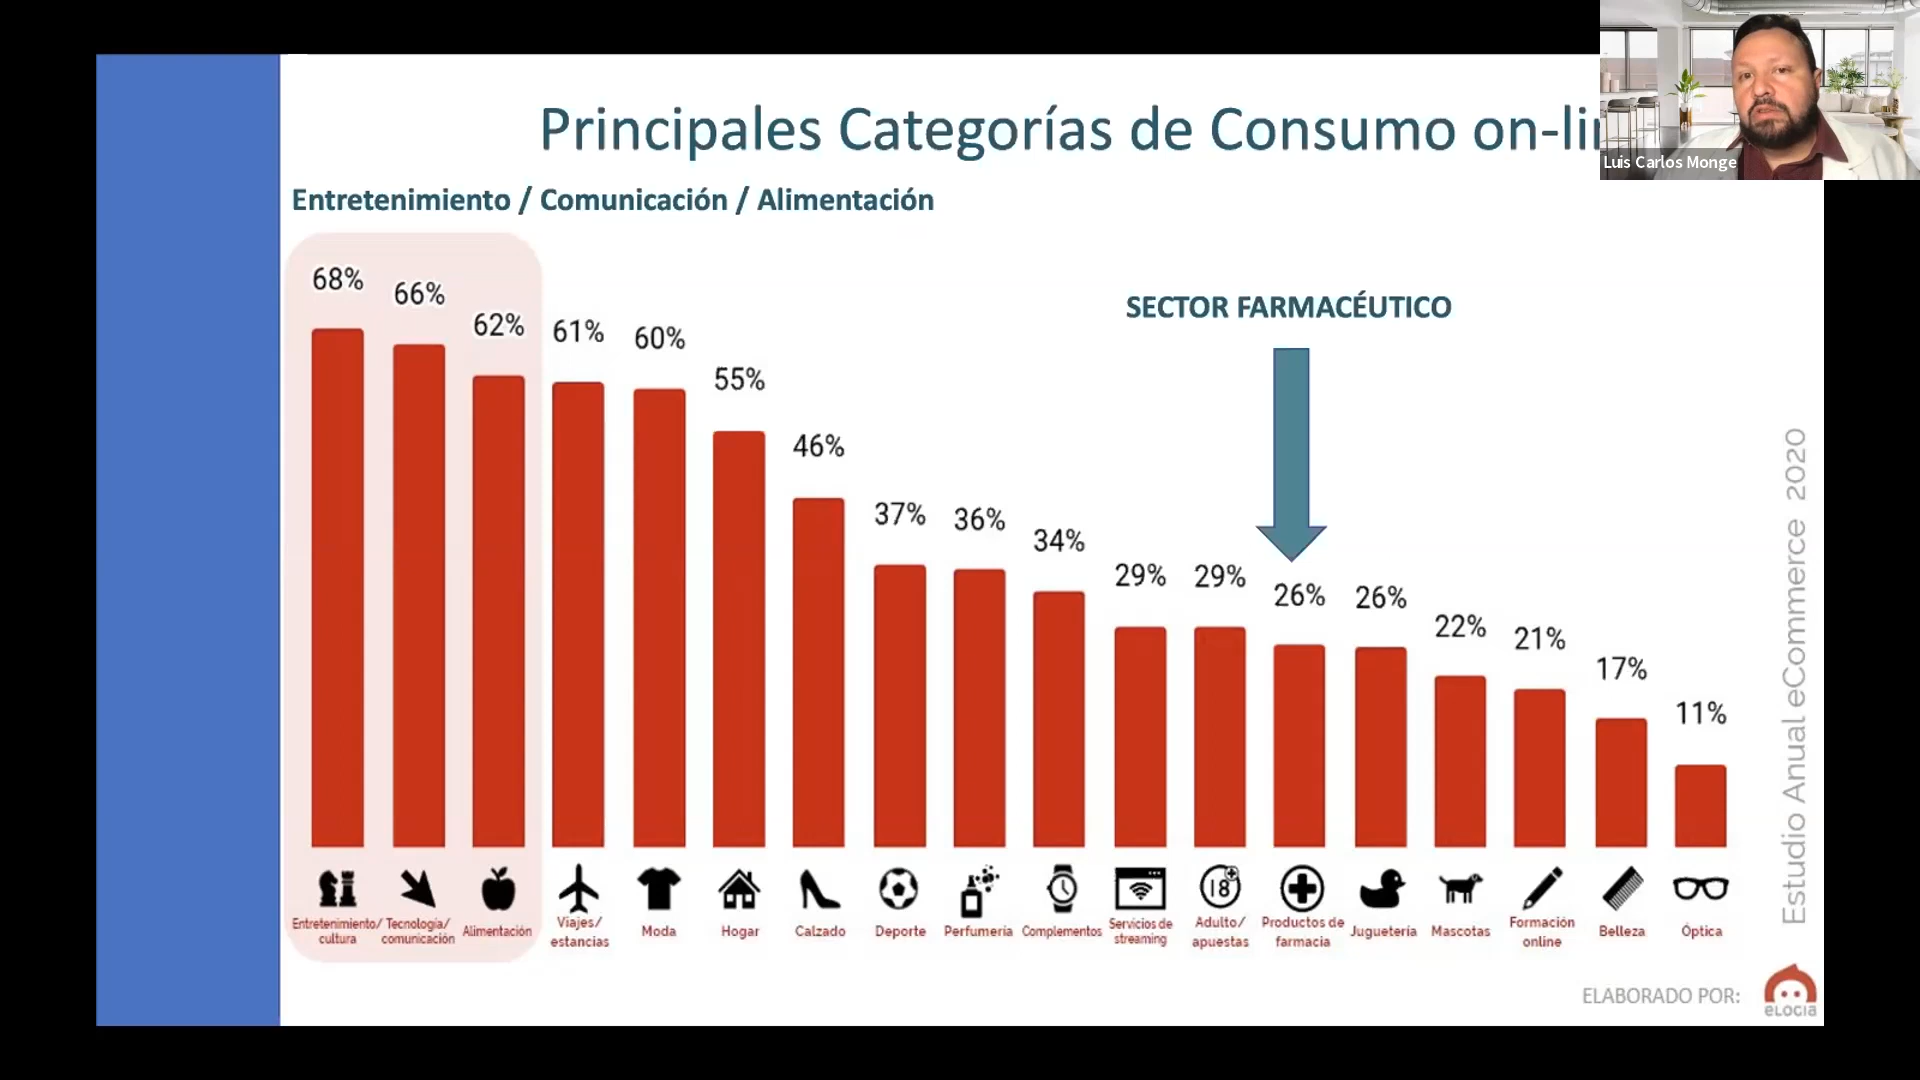 Principales Categorías de Consumo on-li
Luis Carlos Monge
Entretenimiento / Comunicación / Alimentación
SECTOR FARMACÉUTICO
68%
66%
62%
61%
60%
55%
46%
37%
36%
34%
29%
29%
26%
26%
22%
21%
17%
11%
Entretenimiento/
cultura
Tecnología/
comunicación
Alimentación
Viajes/
estancias
Moda
Hogar
Calzado
Deporte
Perfumería
Complementos
Servicios de
streaming
18+
Adulto/
apuestas
Productos de
farmacia
Juguetería
Mascotas
Formación
online
Belleza
Óptica
Estudio Anual eCommerce 2020
ELABORADO POR:
eLOGIA